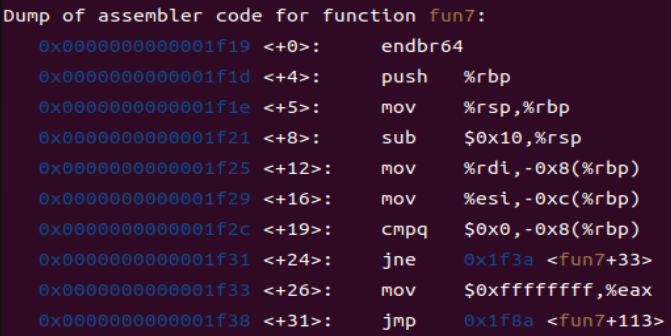 Dump of assembler code for function fun7:
0x0000000000001f19 <+0>: endbr64
0x0000000000001f1d <+4>: push %rbp
0x0000000000001f1e <+5>: mov %rsp,%rbp
0x0000000000001f21 <+8>: sub $0x10,%rsp
0x0000000000001f25 <+12>: mov %rdi,-0x8(%rbp)
0x0000000000001f29 <+16>: mov %esi,-0xc(%rbp)
0x0000000000001f2c <+19>: cmpq $0x0,-0x8(%rbp)
0x0000000000001f31 <+24>: jne 0x1f3a <fun7+33>
0x0000000000001f33 <+26>: mov $0xffffffff,%eax
0x0000000000001f38 <+31>: jmp 0x1f8a <fun7+113>